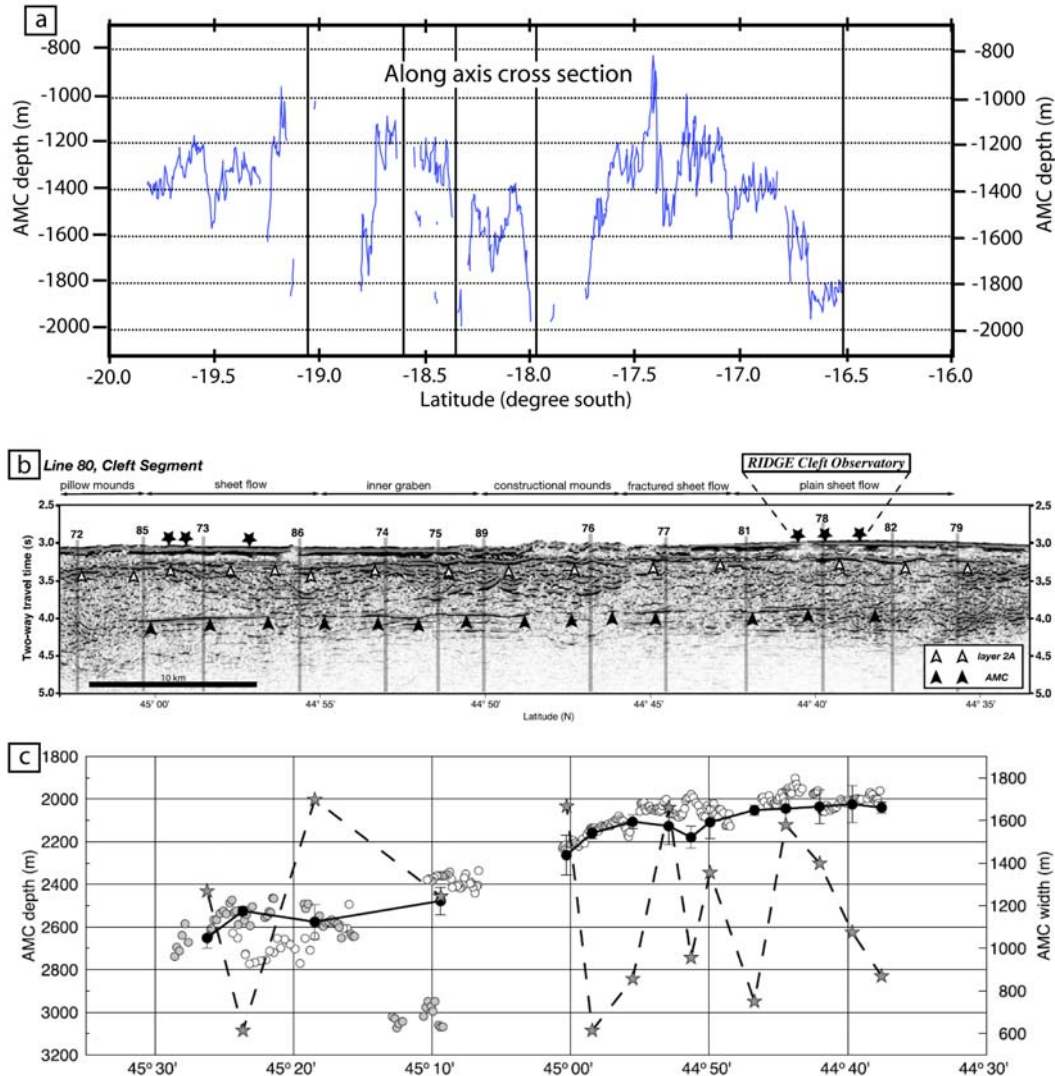 a
Along axis cross section
AMC depth (m)
-800
-1000
-1200
-1400
-1600
-1800
-2000
-800
-1000
-1200
-1400
-1600
-1800
-2000
AMC depth (m)
-20.0 -19.5 -19.0 -18.5 -18.0 -17.5 -17.0 -16.5 -16.0
Latitude (degree south)
b
Line 80, Cleft Segment
RIDGE Cleft Observatory
pillow mounds sheet flow inner graben constructional mounds fractured sheet flow plain sheet flow
72 85 73 86 74 75 89 76 77 81 78 82 79
Two-way travel time (s)
2.5
3.0
3.5
4.0
4.5
5.0
2.5
3.0
3.5
4.0
4.5
5.0
10 km
layer 2A
AMC
45° 00' 44° 55' 44° 50' 44° 45' 44° 40' 44° 35'
Latitude (N)
c
AMC depth (m)
1800
2000
2200
2400
2600
2800
3000
3200
1800
1600
1400
1200
1000
800
600
AMC width (m)
45° 30' 45° 20' 45° 10' 45° 00' 44° 50' 44° 40' 44° 30'